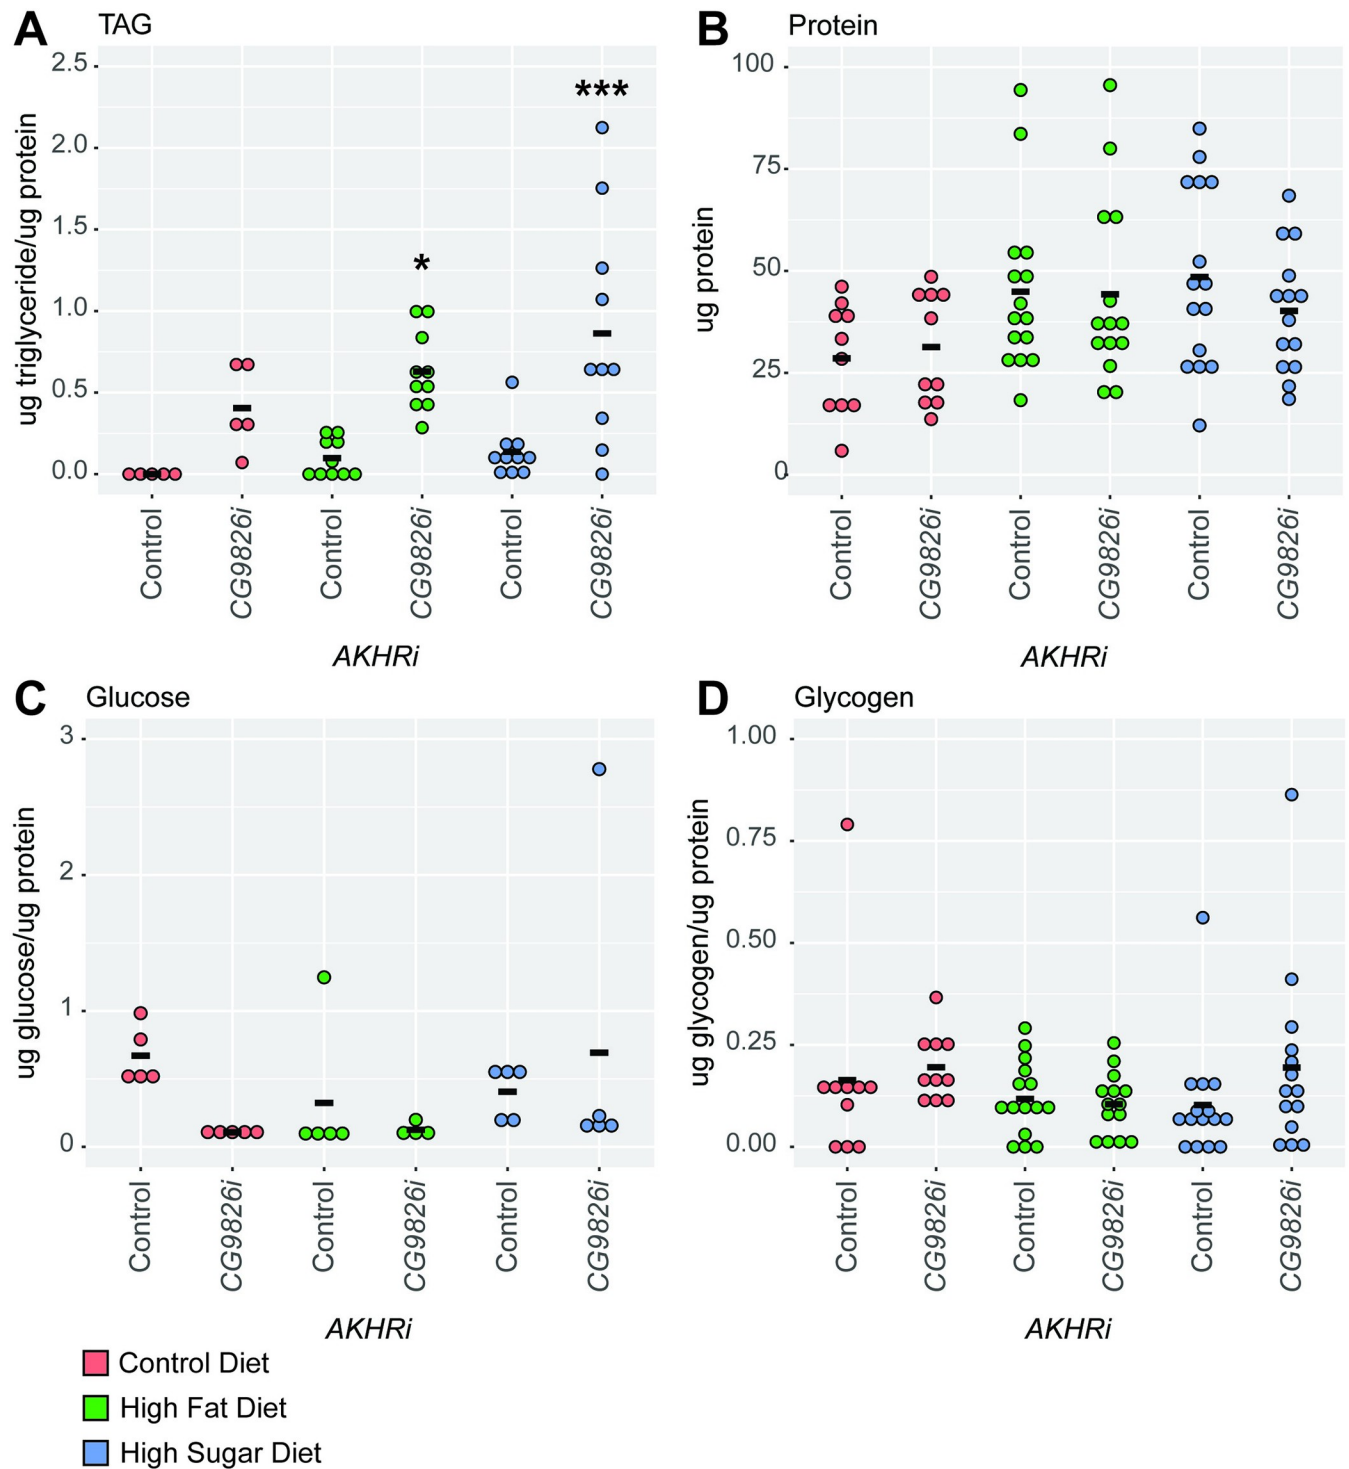 A TAG
2.5
2.0
1.5
1.0
0.5
0.0
ug triglyceride/ug protein
*
***
Control
CG9826i
Control
CG9826i
Control
CG9826i
AKHRi
B Protein
100
75
50
25
0
ug protein
Control
CG9826i
Control
CG9826i
Control
CG9826i
AKHRi
C Glucose
3
2
1
0
ug glucose/ug protein
Control
CG9826i
Control
CG9826i
Control
CG9826i
AKHRi
D Glycogen
1.00
0.75
0.50
0.25
0.00
ug glycogen/ug protein
Control
CG9826i
Control
CG9826i
Control
CG9826i
AKHRi
Control Diet
High Fat Diet
High Sugar Diet